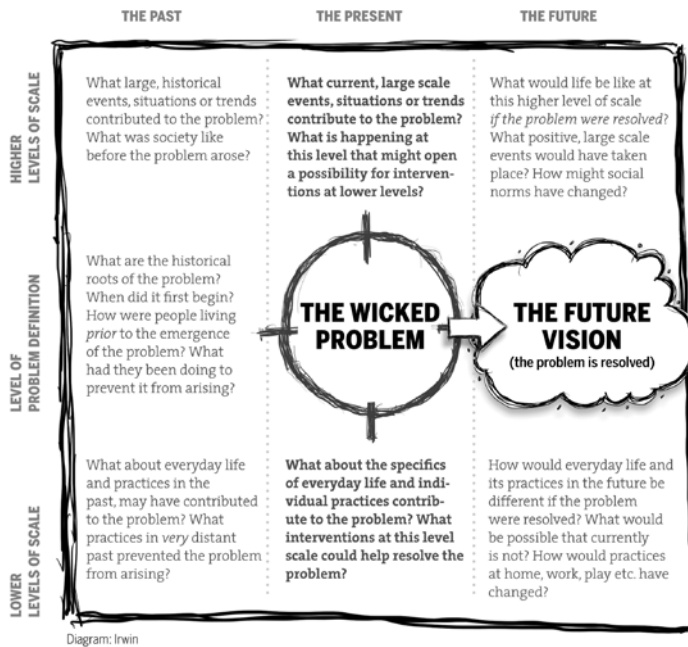 THE PAST
THE PRESENT
THE FUTURE
HIGHER
LEVELS OF SCALE
What large, historical
events, situations or trends
contributed to the problem?
What was society like
before the problem arose?
What current, large scale
events, situations or trends
contribute to the problem?
What is happening at
this level that might open
a possibility for interven-
tions at lower levels?
What would life be like at
this higher level of scale
if the problem were resolved?
What positive, large scale
events would have taken
place? How might social
norms have changed?
LEVEL OF
PROBLEM DEFINITION
What are the historical
roots of the problem?
When did it first begin?
How were people living
prior to the emergence
of the problem? What
had they been doing to
prevent it from arising?
THE WICKED
PROBLEM
THE FUTURE
VISION
(the problem is resolved)
LOWER
LEVELS OF SCALE
What about everyday life
and practices in the
past, may have contributed
to the problem? What
practices in very distant
past prevented the problem
from arising?
What about the specifics
of everyday life and indi-
vidual practices contrib-
ute to the problem? What
interventions at this level
scale could help resolve the
problem?
How would everyday life and
its practices in the future be
different if the problem
were resolved? What would
be possible that currently
is not? How would practices
at home, work, play etc. have
changed?
Diagram: Irwin